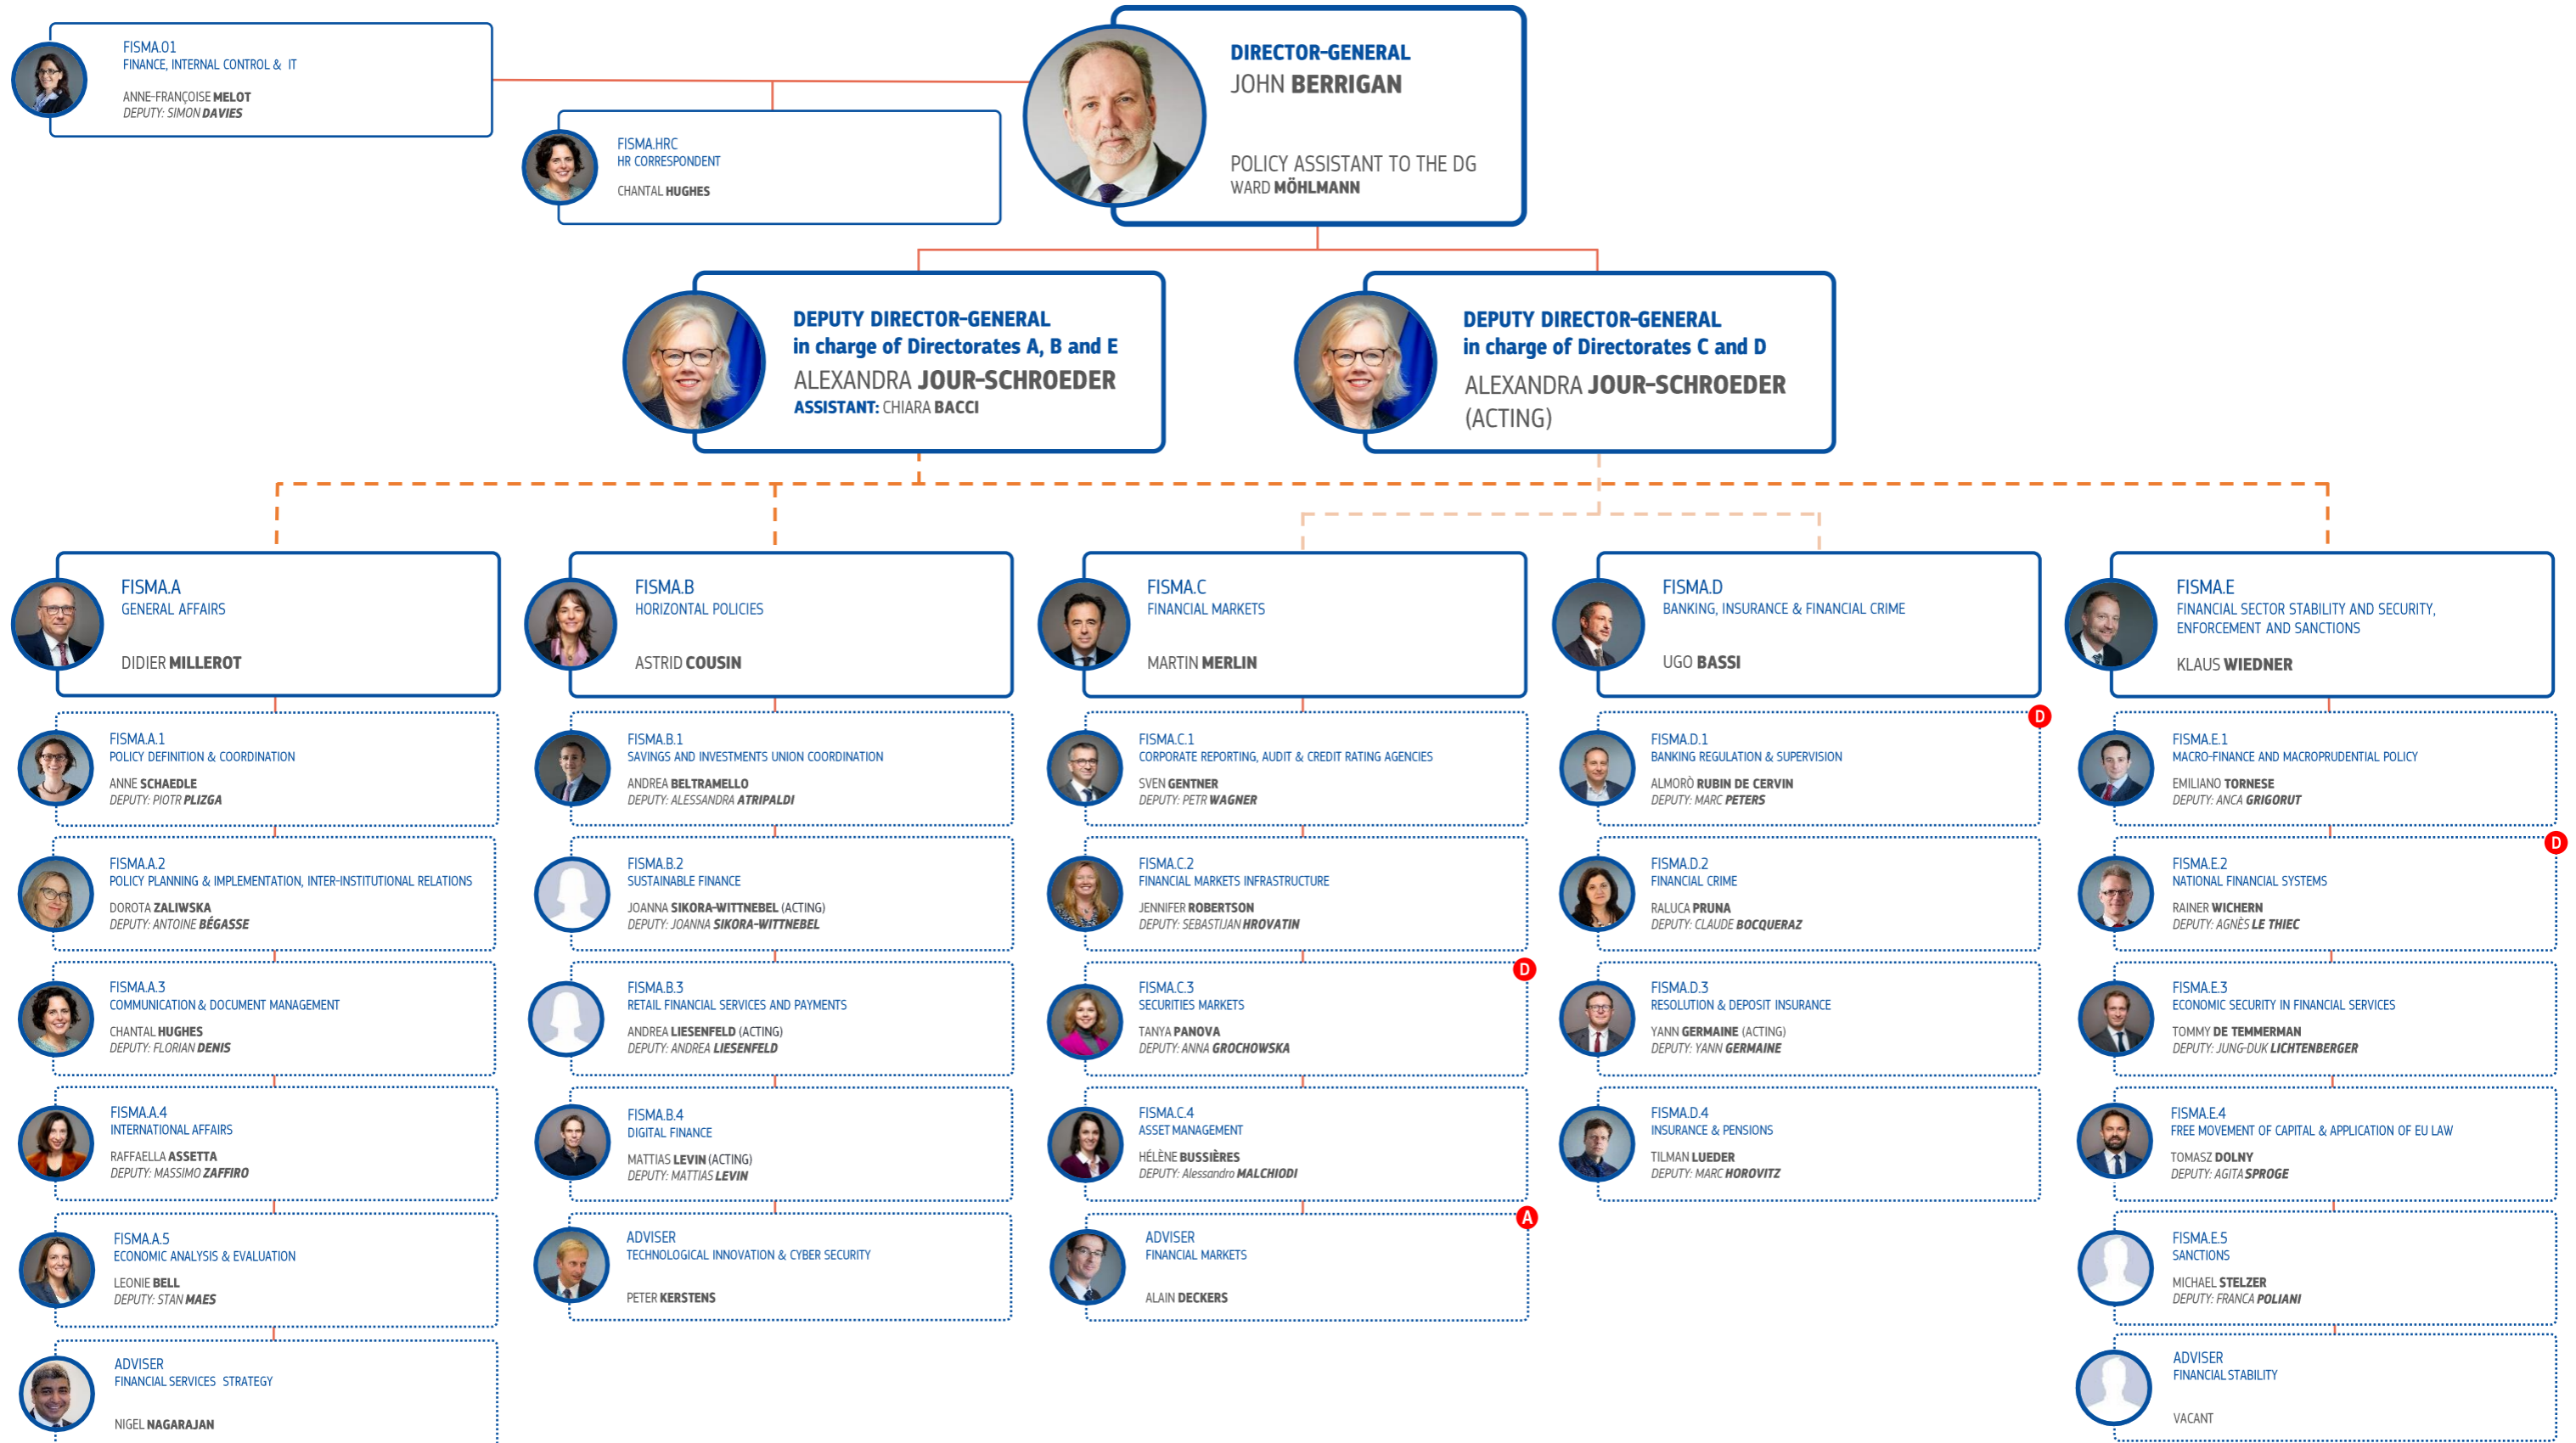 FISMA.01
FINANCE, INTERNAL CONTROL & IT
ANNE-FRANÇOISE MELOT
DEPUTY: SIMON DAVIES
FISMA.HRC
HR CORRESPONDENT
CHANTAL HUGHES
DIRECTOR-GENERAL
JOHN BERRIGAN
POLICY ASSISTANT TO THE DG
WARD MÖHLMANN
DEPUTY DIRECTOR-GENERAL
in charge of Directorates A, B and E
ALEXANDRA JOUR-SCHROEDER
ASSISTANT: CHIARA BACCI
DEPUTY DIRECTOR-GENERAL
in charge of Directorates C and D
ALEXANDRA JOUR-SCHROEDER
(ACTING)
FISMA.A
GENERAL AFFAIRS
DIDIER MILLEROT
FISMA.A.1
POLICY DEFINITION & COORDINATION
ANNE SCHAEDLE
DEPUTY: PIOTR PLIZGA
FISMA.A.2
POLICY PLANNING & IMPLEMENTATION, INTER-INSTITUTIONAL RELATIONS
DOROTA ZALIWSKA
DEPUTY: ANTOINE BÉGASSE
FISMA.A.3
COMMUNICATION & DOCUMENT MANAGEMENT
CHANTAL HUGHES
DEPUTY: FLORIAN DENIS
FISMA.A.4
INTERNATIONAL AFFAIRS
RAFFAELLA ASSETTA
DEPUTY: MASSIMO ZAFFIRO
FISMA.A.5
ECONOMIC ANALYSIS & EVALUATION
LEONIE BELL
DEPUTY: STAN MAES
ADVISER
FINANCIAL SERVICES STRATEGY
NIGEL NAGARAJAN
FISMA.B
HORIZONTAL POLICIES
ASTRID COUSIN
FISMA.B.1
SAVINGS AND INVESTMENTS UNION COORDINATION
ANDREA BELTRAMELLO
DEPUTY: ALESSANDRA ATRIPALDI
FISMA.B.2
SUSTAINABLE FINANCE
JOANNA SIKORA-WITTNEBEL (ACTING)
DEPUTY: JOANNA SIKORA-WITTNEBEL
FISMA.B.3
RETAIL FINANCIAL SERVICES AND PAYMENTS
ANDREA LIESENFELD (ACTING)
DEPUTY: ANDREA LIESENFELD
FISMA.B.4
DIGITAL FINANCE
MATTIAS LEVIN (ACTING)
DEPUTY: MATTIAS LEVIN
ADVISER
TECHNOLOGICAL INNOVATION & CYBER SECURITY
PETER KERSTENS
FISMA.C
FINANCIAL MARKETS
MARTIN MERLIN
FISMA.C.1
CORPORATE REPORTING, AUDIT & CREDIT RATING AGENCIES
SVEN GENTNER
DEPUTY: PETR WAGNER
FISMA.C.2
FINANCIAL MARKETS INFRASTRUCTURE
JENNIFER ROBERTSON
DEPUTY: SEBASTIJAN HROVATIN
D
FISMA.C.3
SECURITIES MARKETS
TANYA PANOVA
DEPUTY: ANNA GROCHOWSKA
FISMA.C.4
ASSET MANAGEMENT
HÉLÈNE BUSSIÈRES
DEPUTY: Alessandro MALCHIODI
A
ADVISER
FINANCIAL MARKETS
ALAIN DECKERS
FISMA.D
BANKING, INSURANCE & FINANCIAL CRIME
UGO BASSI
D
FISMA.D.1
BANKING REGULATION & SUPERVISION
ALMORÒ RUBIN DE CERVIN
DEPUTY: MARC PETERS
FISMA.D.2
FINANCIAL CRIME
RALUCA PRUNA
DEPUTY: CLAUDE BOCQUERAZ
FISMA.D.3
RESOLUTION & DEPOSIT INSURANCE
YANN GERMAINE (ACTING)
DEPUTY: YANN GERMAINE
FISMA.D.4
INSURANCE & PENSIONS
TILMAN LUEDER
DEPUTY: MARC HOROVITZ
FISMA.E
FINANCIAL SECTOR STABILITY AND SECURITY,
ENFORCEMENT AND SANCTIONS
KLAUS WIEDNER
FISMA.E.1
MACRO-FINANCE AND MACROPRUDENTIAL POLICY
EMILIANO TORNESE
DEPUTY: ANCA GRIGORUT
D
FISMA.E.2
NATIONAL FINANCIAL SYSTEMS
RAINER WICHERN
DEPUTY: AGNÈS LE THIEC
FISMA.E.3
ECONOMIC SECURITY IN FINANCIAL SERVICES
TOMMY DE TEMMERMAN
DEPUTY: JUNG-DUK LICHTENBERGER
FISMA.E.4
FREE MOVEMENT OF CAPITAL & APPLICATION OF EU LAW
TOMASZ DOLNY
DEPUTY: AGITA SPROGE
FISMA.E.5
SANCTIONS
MICHAEL STELZER
DEPUTY: FRANCA POLIANI
ADVISER
FINANCIAL STABILITY
VACANT